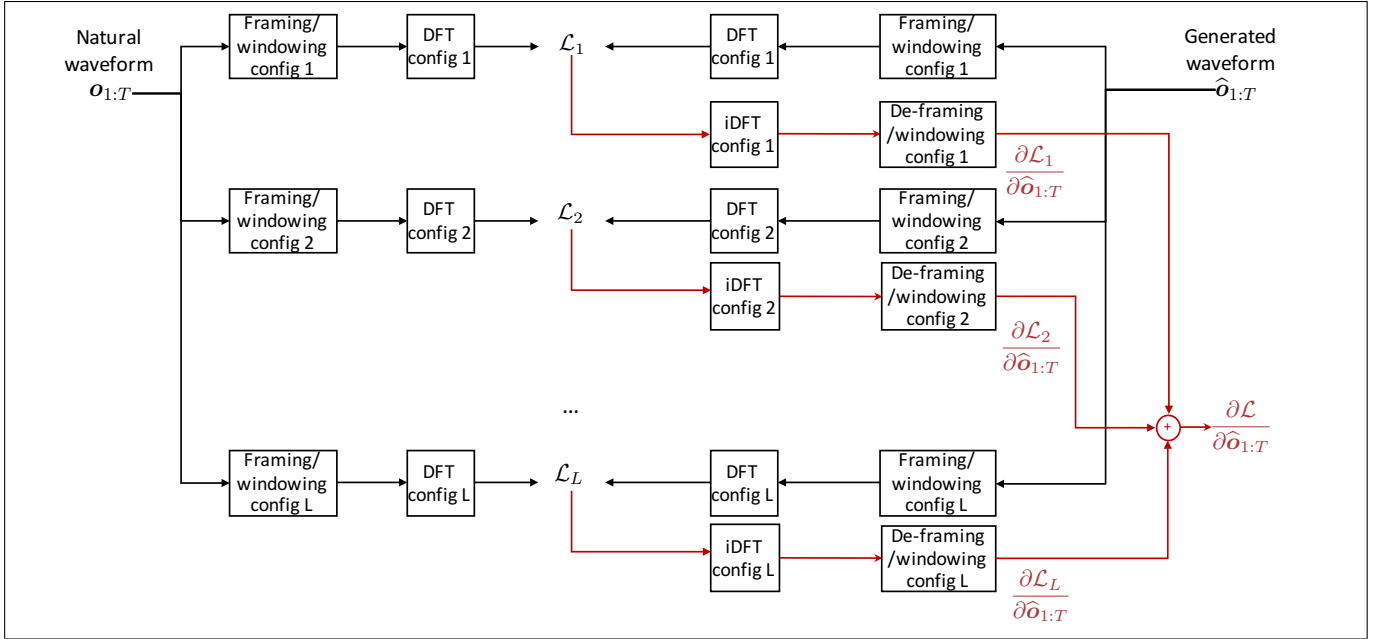 Natural
waveform
𝒐₁:T
Framing/
windowing
config 1
DFT
config 1
ℒ₁
DFT
config 1
Framing/
windowing
config 1
Generated
waveform
𝒐̂₁:T
iDFT
config 1
De-framing
/windowing
config 1
∂ℒ₁
∂𝒐̂₁:T
Framing/
windowing
config 2
DFT
config 2
ℒ₂
DFT
config 2
Framing/
windowing
config 2
iDFT
config 2
De-framing
/windowing
config 2
∂ℒ₂
∂𝒐̂₁:T
...
+
∂ℒ
∂𝒐̂₁:T
Framing/
windowing
config L
DFT
config L
ℒL
DFT
config L
Framing/
windowing
config L
iDFT
config L
De-framing
/windowing
config L
∂ℒL
∂𝒐̂₁:T